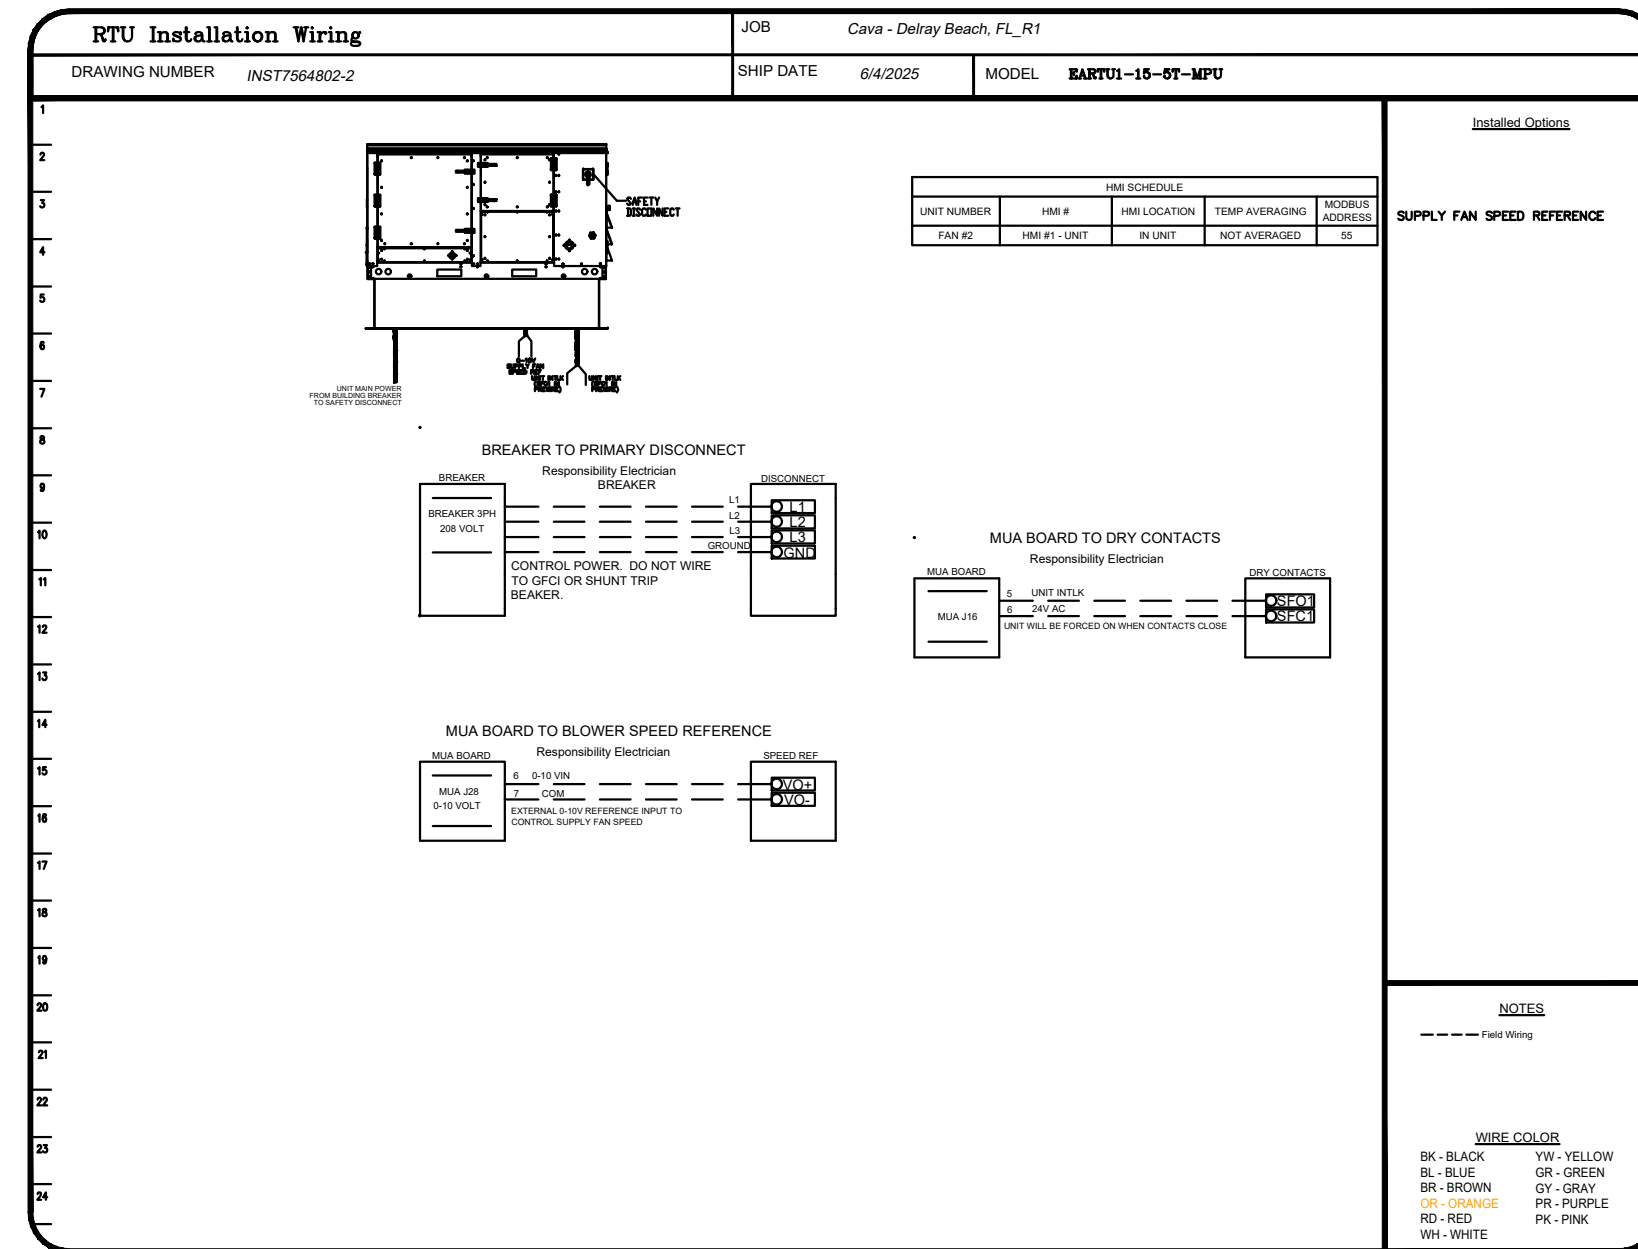 RTU Installation Wiring
JOB Cava - Delray Beach, FL_R1
DRAWING NUMBER INST7564802-2
SHIP DATE 6/4/2025
MODEL EARTU1-15-5T-MPU
1
2
3
4
5
6
7
8
9
10
11
12
13
14
15
16
17
18
19
20
21
22
23
24
SAFETY
DISCONNECT
0-10V
SUPPLY FAN
SPEED REF
UNIT INTLK
UNIT INTLK
UNIT MAIN POWER
FROM BUILDING BREAKER
TO SAFETY DISCONNECT
HMI SCHEDULE
UNIT NUMBER HMI # HMI LOCATION TEMP AVERAGING MODBUS
ADDRESS
FAN #2 HMI #1 - UNIT IN UNIT NOT AVERAGED 55
BREAKER TO PRIMARY DISCONNECT
Responsibility Electrician
BREAKER
BREAKER
DISCONNECT
BREAKER 3PH
208 VOLT
L1 L1
L2 L2
L3 L3
GROUND GND
CONTROL POWER. DO NOT WIRE
TO GFCI OR SHUNT TRIP
BEAKER.
MUA BOARD TO DRY CONTACTS
Responsibility Electrician
MUA BOARD
DRY CONTACTS
MUA J16
5 UNIT INTLK SFO1
6 24V AC SFC1
UNIT WILL BE FORCED ON WHEN CONTACTS CLOSE
MUA BOARD TO BLOWER SPEED REFERENCE
Responsibility Electrician
MUA BOARD
SPEED REF
MUA J28
0-10 VOLT
6 0-10 VIN VO+
7 COM VO-
EXTERNAL 0-10V REFERENCE INPUT TO
CONTROL SUPPLY FAN SPEED
Installed Options
SUPPLY FAN SPEED REFERENCE
NOTES
Field Wiring
WIRE COLOR
BK - BLACK YW - YELLOW
BL - BLUE GR - GREEN
BR - BROWN GY - GRAY
OR - ORANGE PR - PURPLE
RD - RED PK - PINK
WH - WHITE